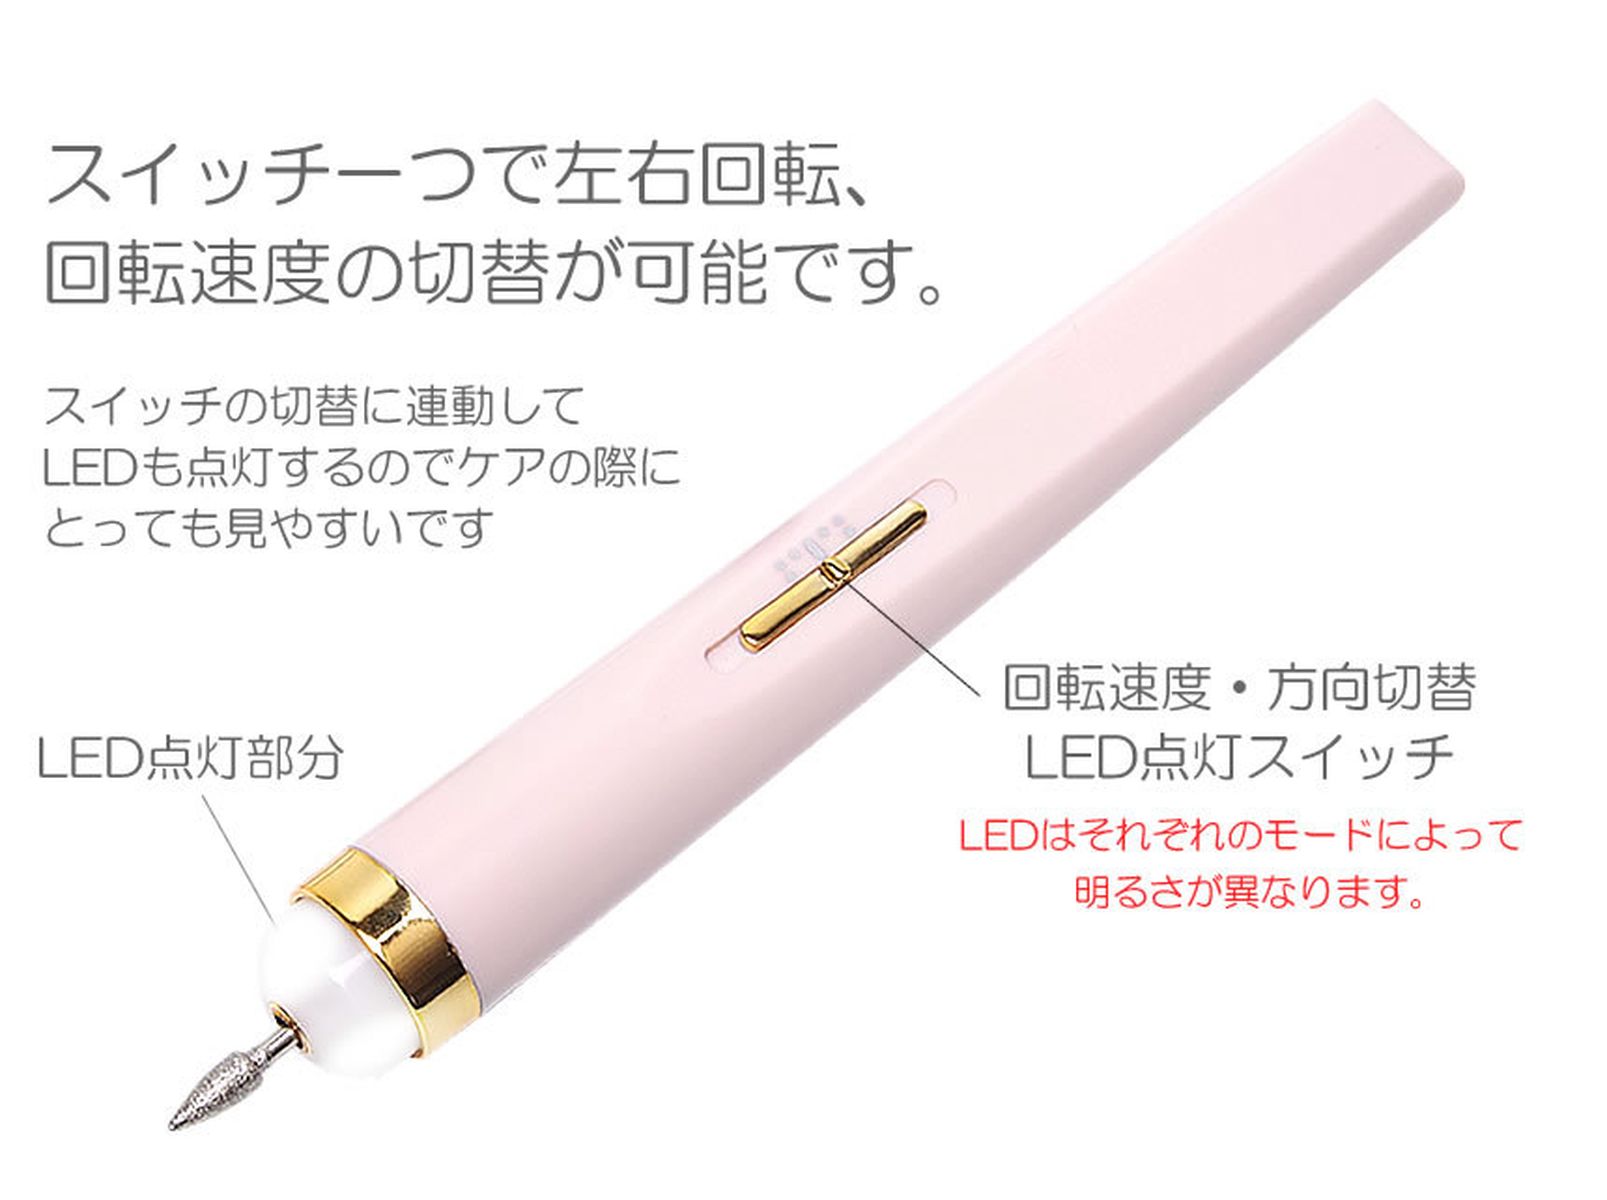 スイッチ一つで左右回転、
回転速度の切替が可能です。
スイッチの切替に連動して
LEDも点灯するのでケアの際に
とっても見やすいです
回転速度・方向切替
LED点灯スイッチ
LEDはそれぞれのモードによって
明るさが異なります。
LED点灯部分